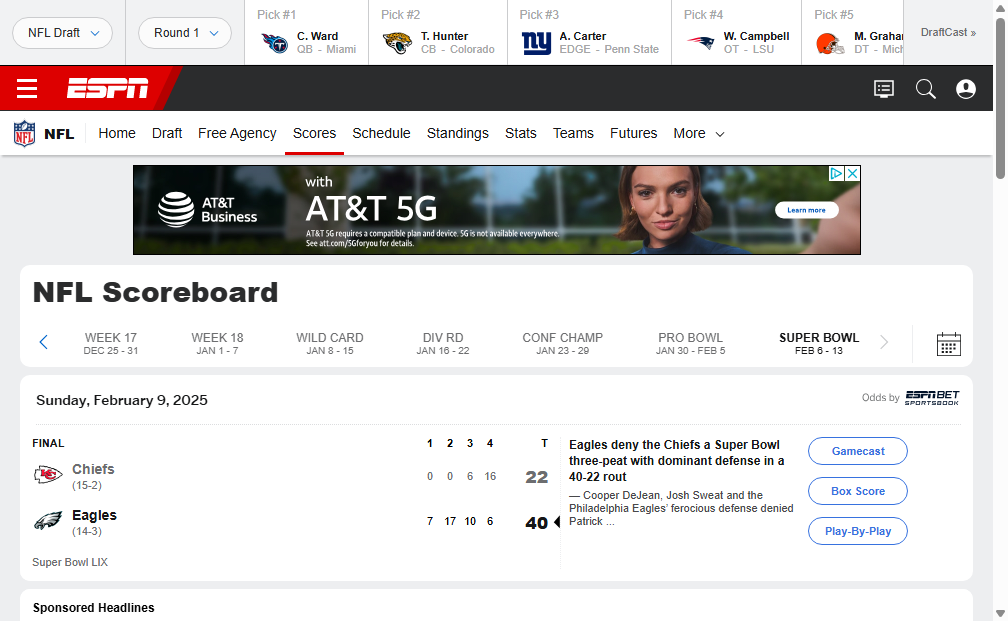 NFL Draft
Round 1
Pick #1
C. Ward
QB - Miami
Pick #2
T. Hunter
CB - Colorado
Pick #3
A. Carter
EDGE - Penn State
Pick #4
W. Campbell
OT - LSU
Pick #5
M. Graha
DT - Mich
DraftCast »
ESPN
NFL
Home
Draft
Free Agency
Scores
Schedule
Standings
Stats
Teams
Futures
More
AT&T
Business
with
AT&T 5G
AT&T 5G requires a compatible plan and device. 5G is not available everywhere.
See att.com/5Gforyou for details.
Learn more
NFL Scoreboard
WEEK 17
DEC 25 - 31
WEEK 18
JAN 1 - 7
WILD CARD
JAN 8 - 15
DIV RD
JAN 16 - 22
CONF CHAMP
JAN 23 - 29
PRO BOWL
JAN 30 - FEB 5
SUPER BOWL
FEB 6 - 13
Sunday, February 9, 2025
Odds by ESPN BET
SPORTSBOOK
FINAL 1 2 3 4 T
Chiefs 0 0 6 16 22
(15-2)
Eagles 7 17 10 6 40
(14-3)
Super Bowl LIX
Eagles deny the Chiefs a Super Bowl
three-peat with dominant defense in a
40-22 rout
— Cooper DeJean, Josh Sweat and the
Philadelphia Eagles' ferocious defense denied
Patrick ...
Gamecast
Box Score
Play-By-Play
Sponsored Headlines